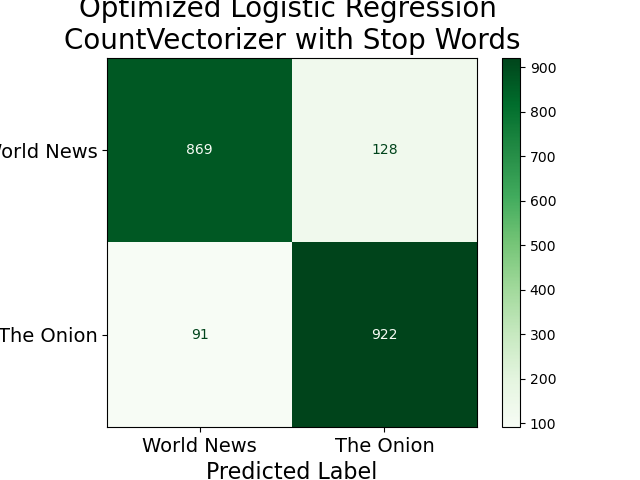 Optimized Logistic Regression
CountVectorizer with Stop Words
World News
869
128
The Onion
91
922
World News
The Onion
Predicted Label
900
800
700
600
500
400
300
200
100